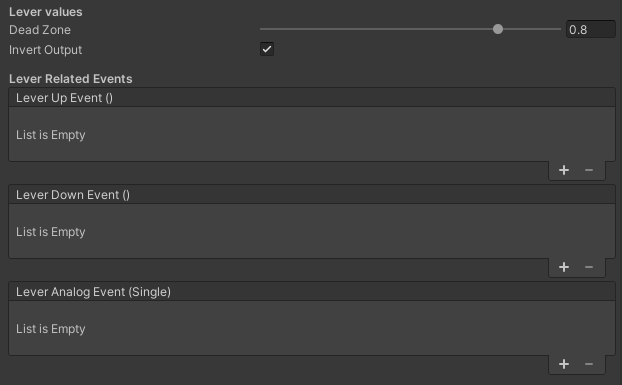 Lever values
Dead Zone 0.8
Invert Output
Lever Related Events
Lever Up Event ()
List is Empty
Lever Down Event ()
List is Empty
Lever Analog Event (Single)
List is Empty